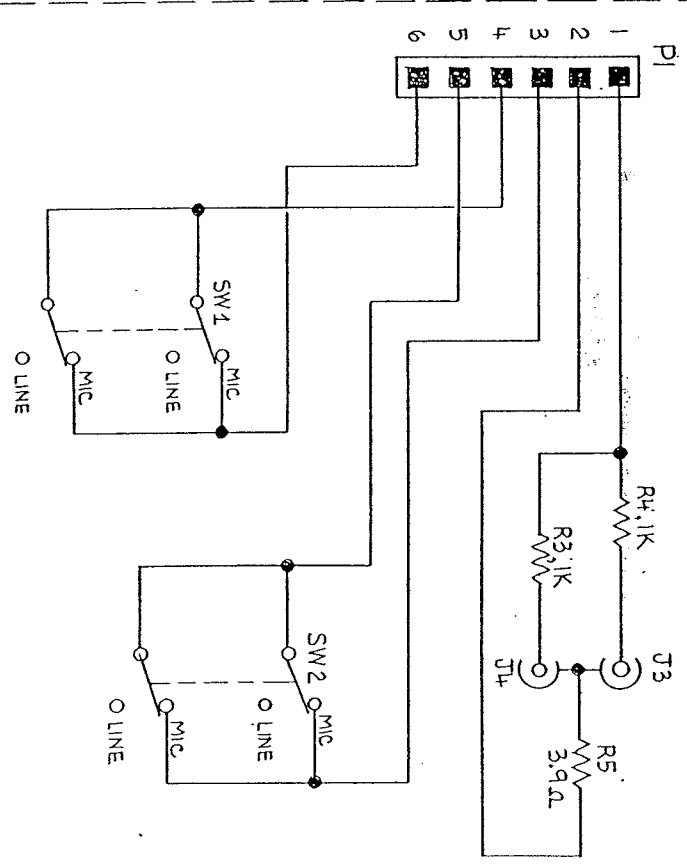 P1
1
2
3
4
5
6
R4, 1K
R3, 1K
J3
J4
R5
3.9Ω
SW1
MIC
LINE
MIC
LINE
SW2
MIC
LINE
MIC
LINE